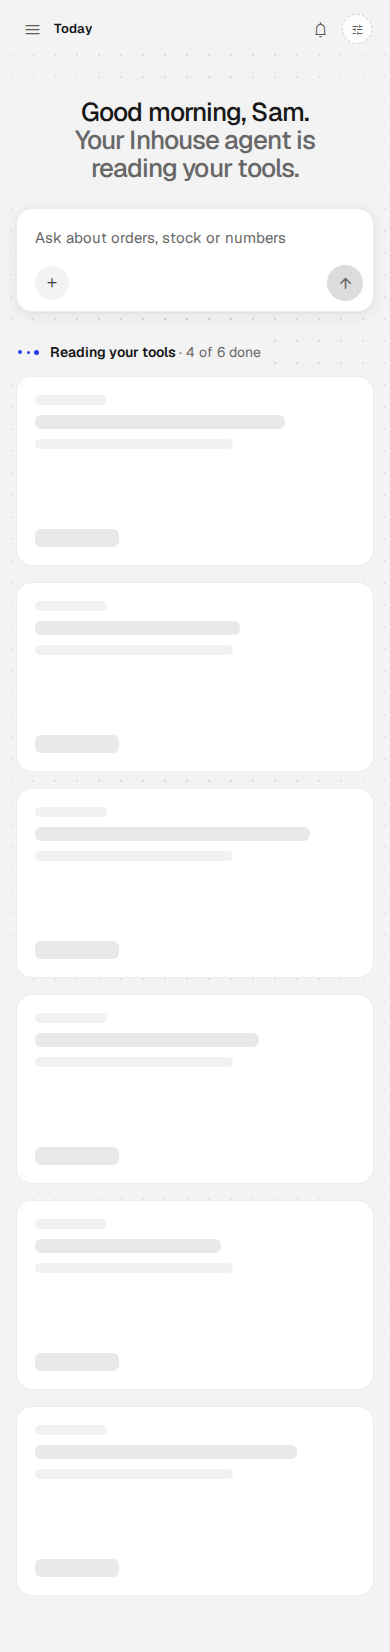 Today
Good morning, Sam.
Your Inhouse agent is
reading your tools.
Ask about orders, stock or numbers
Reading your tools · 4 of 6 done